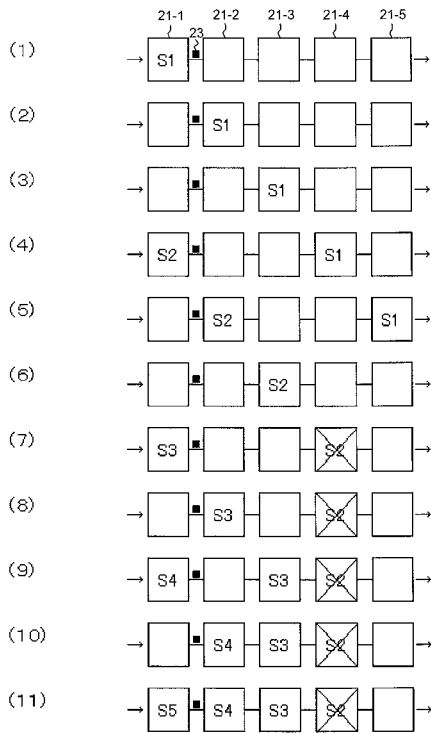 21-1 21-2 21-3 21-4 21-5
23
(1) S1
(2) S1
(3) S1
(4) S2 S1
(5) S2 S1
(6) S2
(7) S3 S2
(8) S3 S2
(9) S4 S3 S2
(10) S4 S3 S2
(11) S5 S4 S3 S2